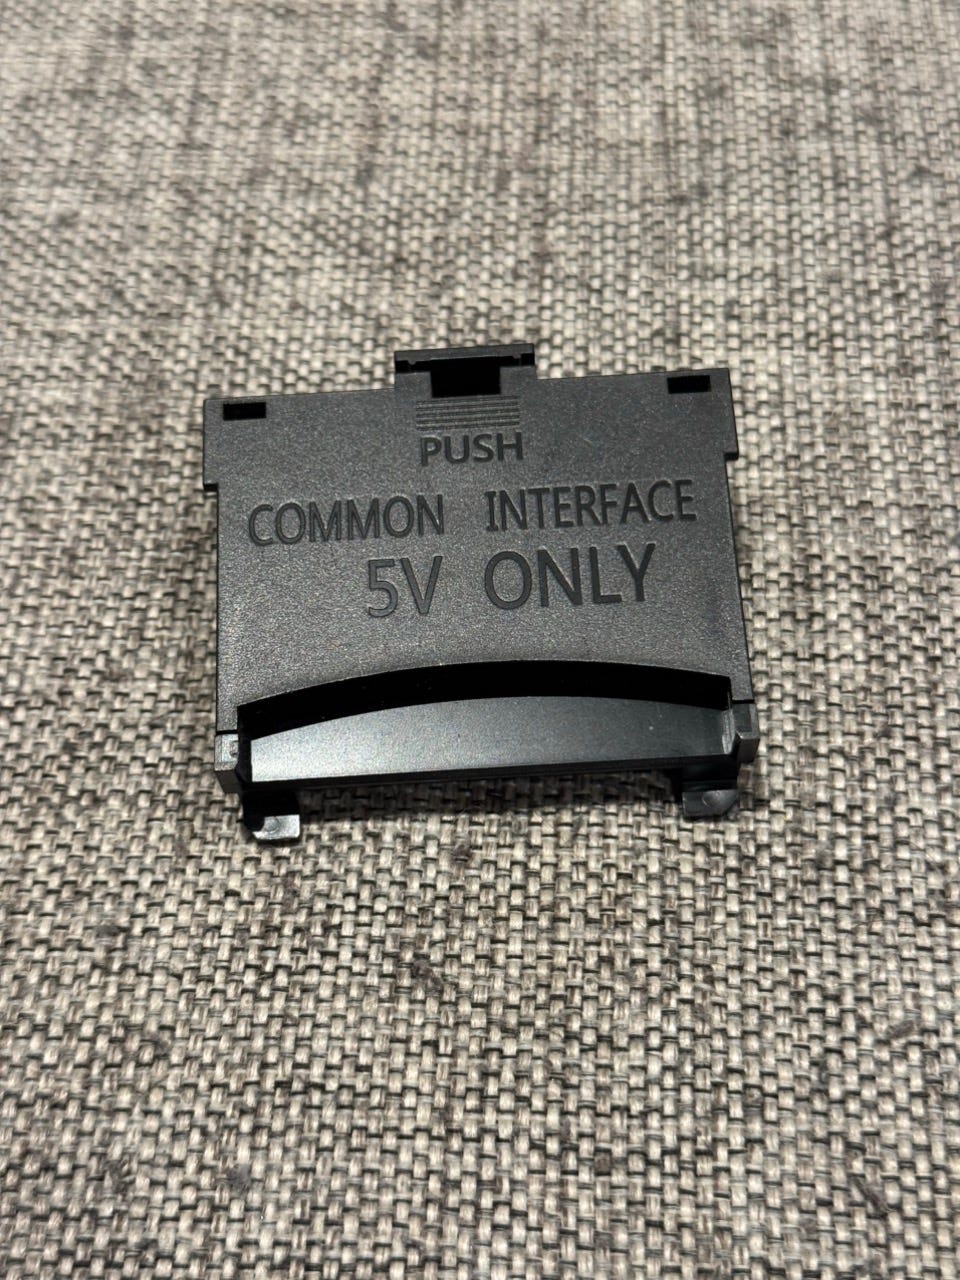 PUSH
COMMON INTERFACE
5V ONLY